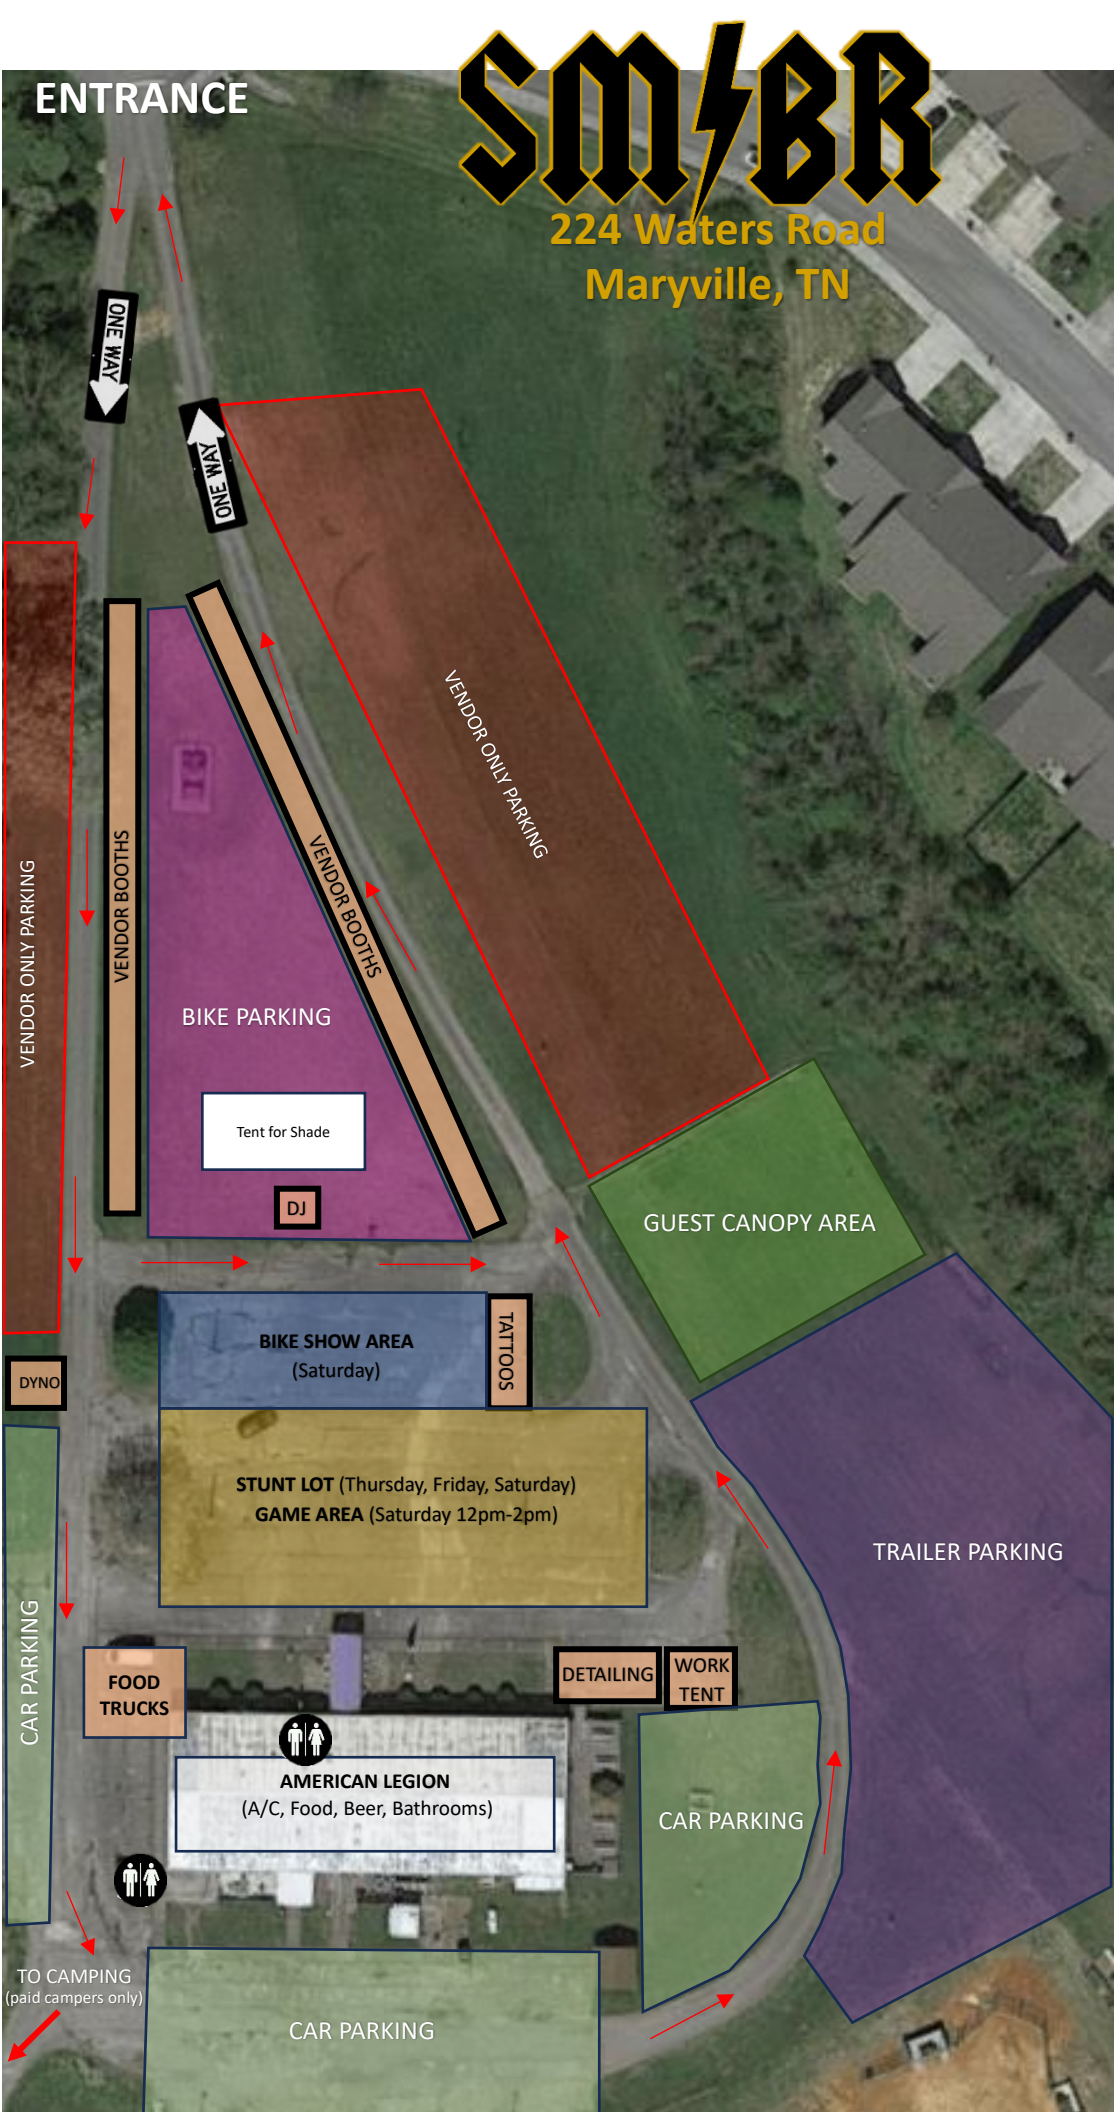 SM BR
ENTRANCE
224 Waters Road
Maryville, TN
ONE WAY
ONE WAY
VENDOR ONLY PARKING
VENDOR BOOTHS
VENDOR BOOTHS
VENDOR ONLY PARKING
BIKE PARKING
Tent for Shade
DJ
GUEST CANOPY AREA
BIKE SHOW AREA
(Saturday)
TATTOOS
DYNO
STUNT LOT (Thursday, Friday, Saturday)
GAME AREA (Saturday 12pm-2pm)
TRAILER PARKING
CAR PARKING
FOOD
TRUCKS
DETAILING
WORK
TENT
AMERICAN LEGION
(A/C, Food, Beer, Bathrooms)
CAR PARKING
TO CAMPING
(paid campers only)
CAR PARKING